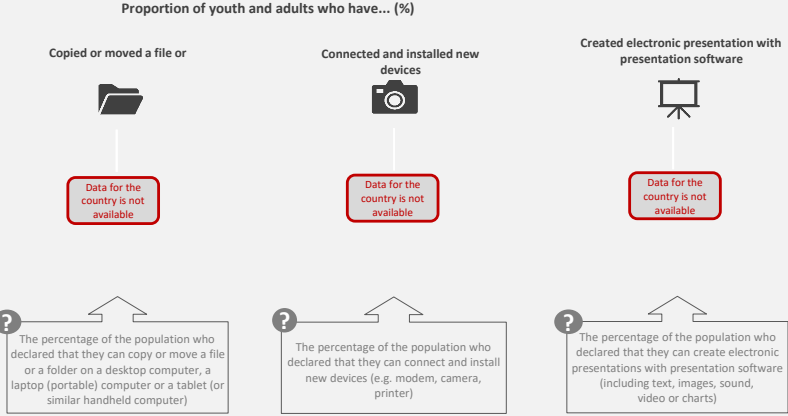 Proportion of youth and adults who have... (%)
Copied or moved a file or
Connected and installed new
devices
Created electronic presentation with
presentation software
Data for the
country is not
available
Data for the
country is not
available
Data for the
country is not
available
?
The percentage of the population who
declared that they can copy or move a file
or a folder on a desktop computer, a
laptop (portable) computer or a tablet (or
similar handheld computer)
?
The percentage of the population who
declared that they can connect and install
new devices (e.g. modem, camera,
printer)
?
The percentage of the population who
declared that they can create electronic
presentations with presentation software
(including text, images, sound,
video or charts)